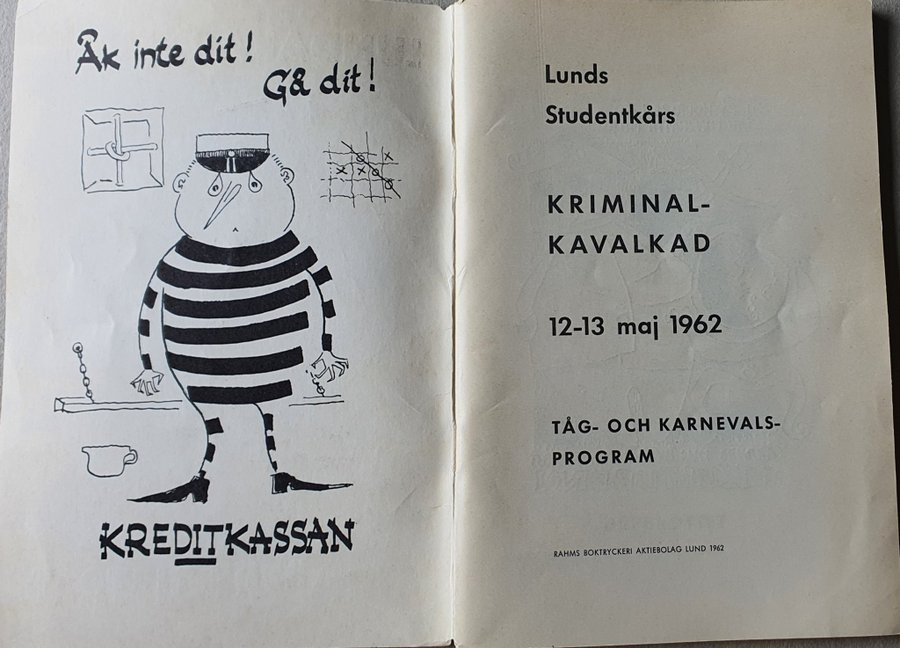 Åk inte dit!
Gå dit!
KREDITKASSAN
Lunds
Studentkårs
KRIMINAL-
KAVALKAD
12-13 maj 1962
TÅG- OCH KARNEVALS-
PROGRAM
RAHMS BOKTRYCKERI AKTIEBOLAG LUND 1962